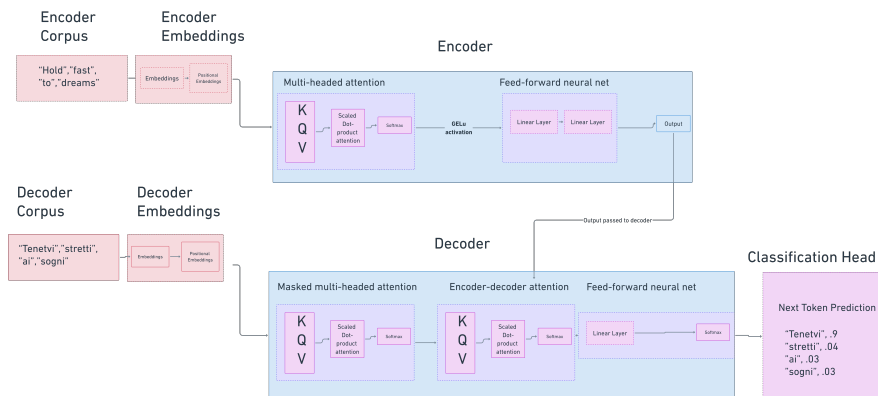 Encoder
Corpus
Encoder
Embeddings
Encoder
"Hold","fast",
"to","dreams"
Embeddings
Positional
Embeddings
Multi-headed attention
K
Q
V
Scaled
Dot-
product
attention
Softmax
GELu
activation
Feed-forward neural net
Linear Layer
Linear Layer
Output
Output passed to decoder
Decoder
Corpus
Decoder
Embeddings
Decoder
"Tenetvi","stretti",
"ai","sogni"
Embeddings
Positional
Embeddings
Masked multi-headed attention
K
Q
V
Scaled
Dot-
product
attention
Softmax
Encoder-decoder attention
K
Q
V
Scaled
Dot-
product
attention
Softmax
Feed-forward neural net
Linear Layer
Softmax
Classification Head
Next Token Prediction
"Tenetvi", .9
"stretti", .04
"ai", .03
"sogni", .03